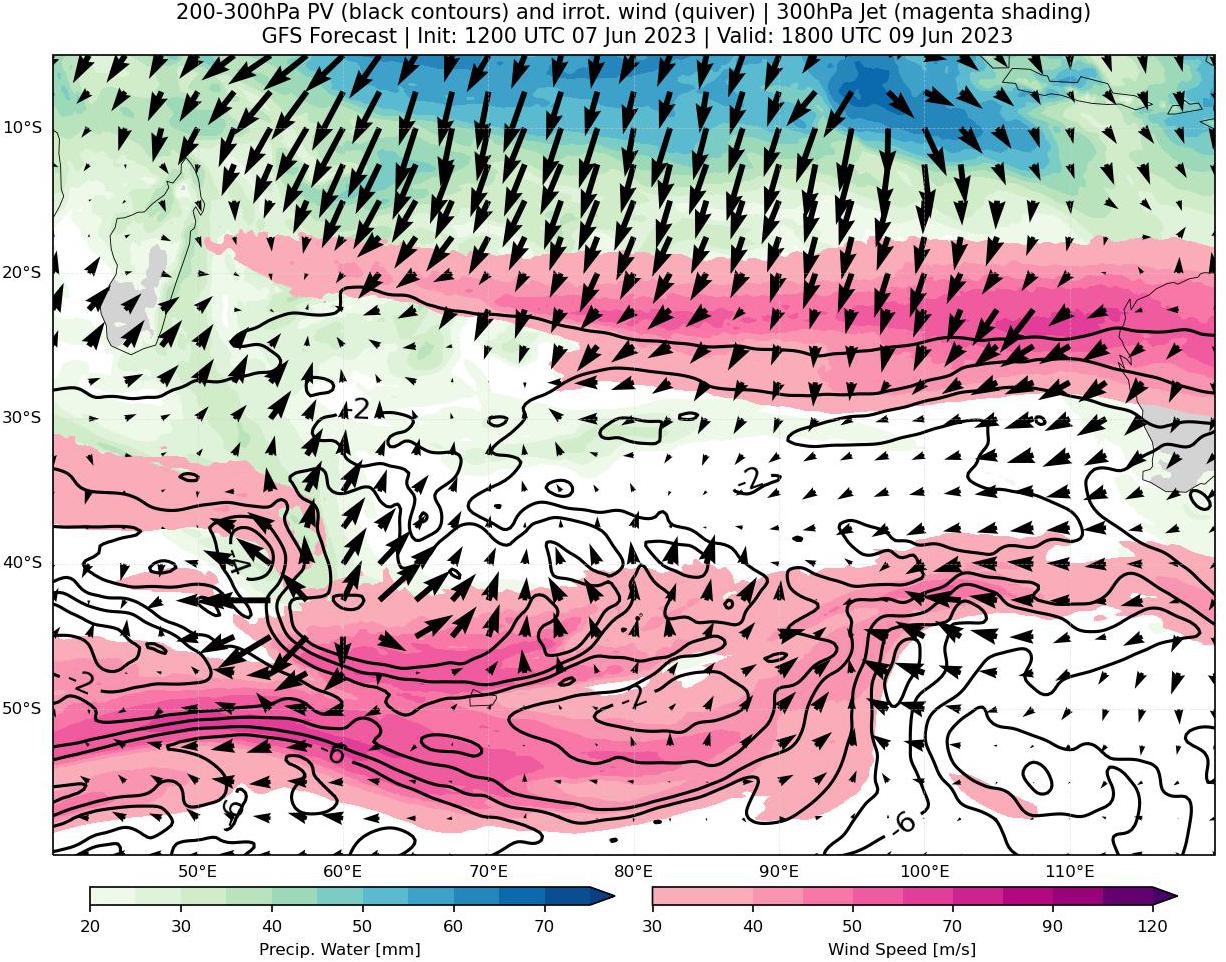 200-300hPa PV (black contours) and irrot. wind (quiver) | 300hPa Jet (magenta shading)
GFS Forecast | Init: 1200 UTC 07 Jun 2023 | Valid: 1800 UTC 09 Jun 2023
10°S
20°S
30°S
40°S
50°S
-2
-2
-4
-2
-2
-6
-6
-6
50°E 60°E 70°E 80°E 90°E 100°E 110°E
20 30 40 50 60 70
30 40 50 70 90 120
Precip. Water [mm] Wind Speed [m/s]